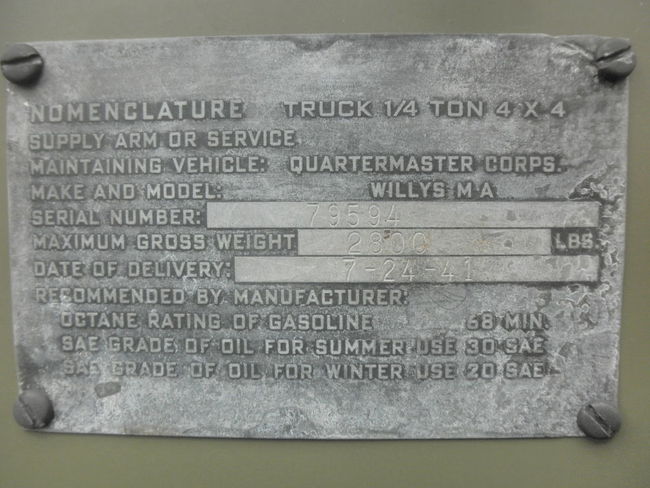 NOMENCLATURE TRUCK 1/4 TON 4 X 4
SUPPLY ARM OR SERVICE
MAINTAINING VEHICLE: QUARTERMASTER CORPS.
MAKE AND MODEL: WILLYS MA
SERIAL NUMBER: 79594
MAXIMUM GROSS WEIGHT 2800 LBS.
DATE OF DELIVERY: 7-24-41
RECOMMENDED BY MANUFACTURER:
OCTANE RATING OF GASOLINE 68 MIN.
SAE GRADE OF OIL FOR SUMMER USE 30 SAE
SAE GRADE OF OIL FOR WINTER USE 20 SAE